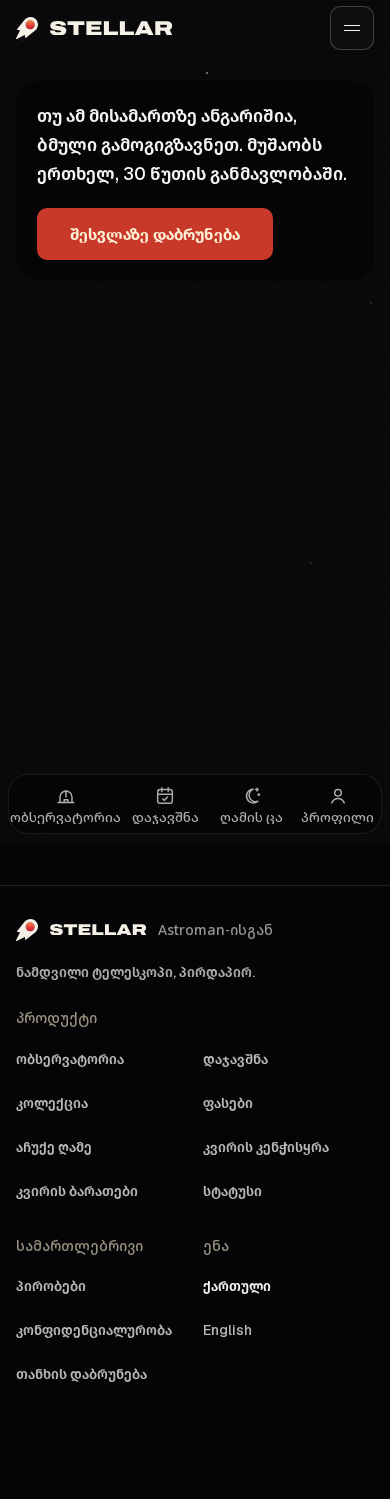 STELLAR
თუ ამ მისამართზე ანგარიშია,
ბმული გამოგიგზავნეთ. მუშაობს
ერთხელ, 30 წუთის განმავლობაში.
შესვლაზე დაბრუნება
ობსერვატორია დაჯავშნა ღამის ცა პროფილი
STELLAR Astroman-ისგან
ნამდვილი ტელესკოპი, პირდაპირ.
პროდუქტი
ობსერვატორია დაჯავშნა
კოლექცია ფასები
აჩუქე ღამე კვირის კენჭისყრა
კვირის ბარათები სტატუსი
სამართლებრივი ენა
პირობები ქართული
კონფიდენციალურობა English
თანხის დაბრუნება